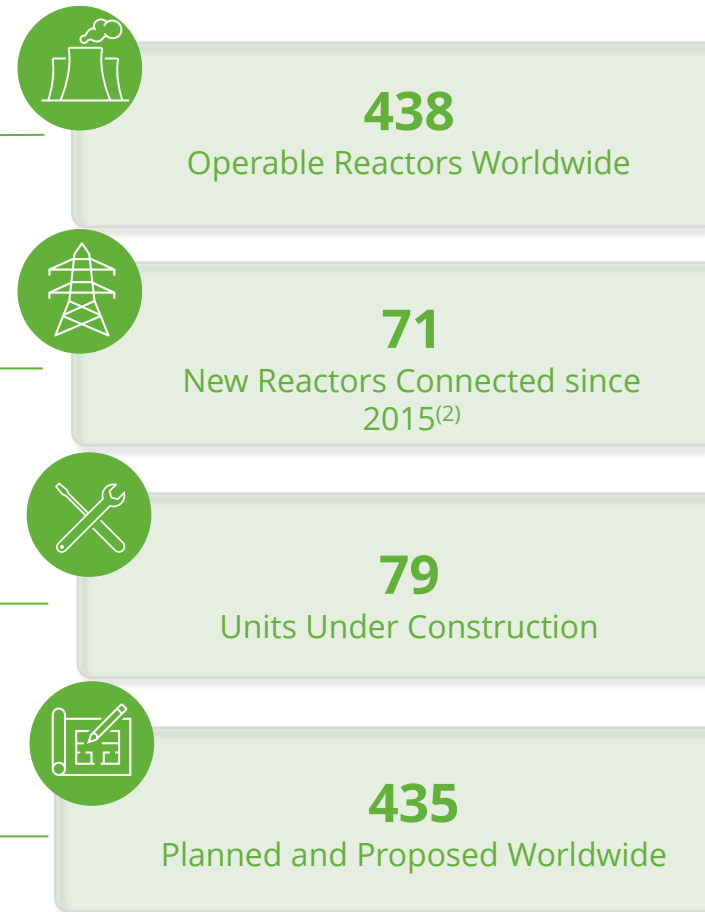 438
Operable Reactors Worldwide
71
New Reactors Connected since
2015(2)
79
Units Under Construction
435
Planned and Proposed Worldwide